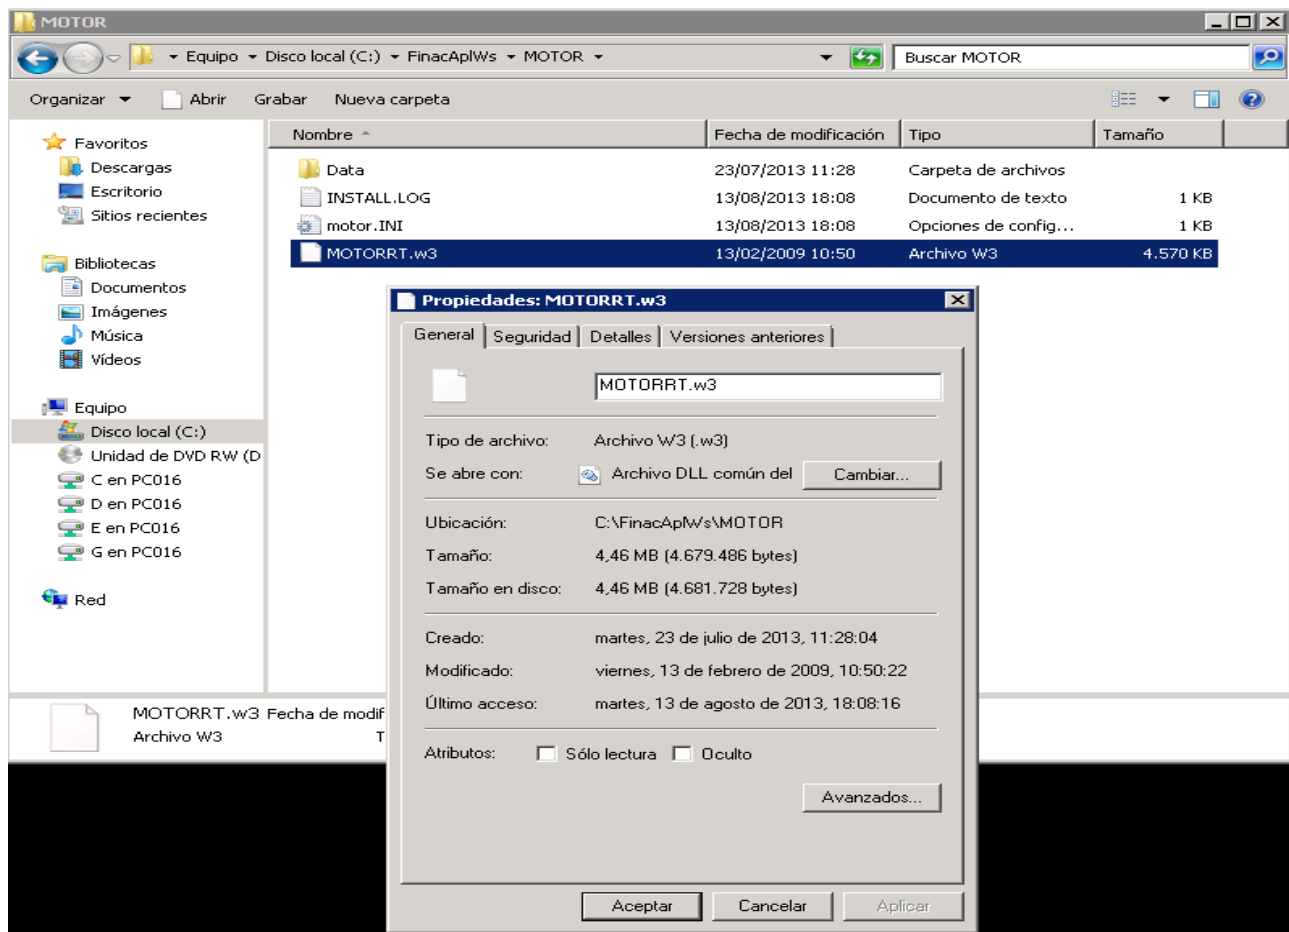 MOTOR
Equipo Disco local (C:) FinacAplWs MOTOR Buscar MOTOR
Organizar Abrir Grabar Nueva carpeta
Nombre Fecha de modificación Tipo Tamaño
Favoritos
Descargas
Escritorio
Sitios recientes
Bibliotecas
Documentos
Imágenes
Música
Vídeos
Equipo
Disco local (C:)
Unidad de DVD RW (D
C en PC016
D en PC016
E en PC016
G en PC016
Red
Data 23/07/2013 11:28 Carpeta de archivos
INSTALL.LOG 13/08/2013 18:08 Documento de texto 1 KB
motor.INI 13/08/2013 18:08 Opciones de config... 1 KB
MOTORRT.w3 13/02/2009 10:50 Archivo W3 4.570 KB
Propiedades: MOTORRT.w3
General Seguridad Detalles Versiones anteriores
MOTORRT.w3
Tipo de archivo: Archivo W3 (.w3)
Se abre con: Archivo DLL común del Cambiar...
Ubicación: C:\FinacAplWs\MOTOR
Tamaño: 4,46 MB (4.679.486 bytes)
Tamaño en disco: 4,46 MB (4.681.728 bytes)
Creado: martes, 23 de julio de 2013, 11:28:04
Modificado: viernes, 13 de febrero de 2009, 10:50:22
Último acceso: martes, 13 de agosto de 2013, 18:08:16
Atributos: Sólo lectura Oculto
Avanzados...
Aceptar Cancelar Aplicar
MOTORRT.w3 Fecha de modif
Archivo W3 T